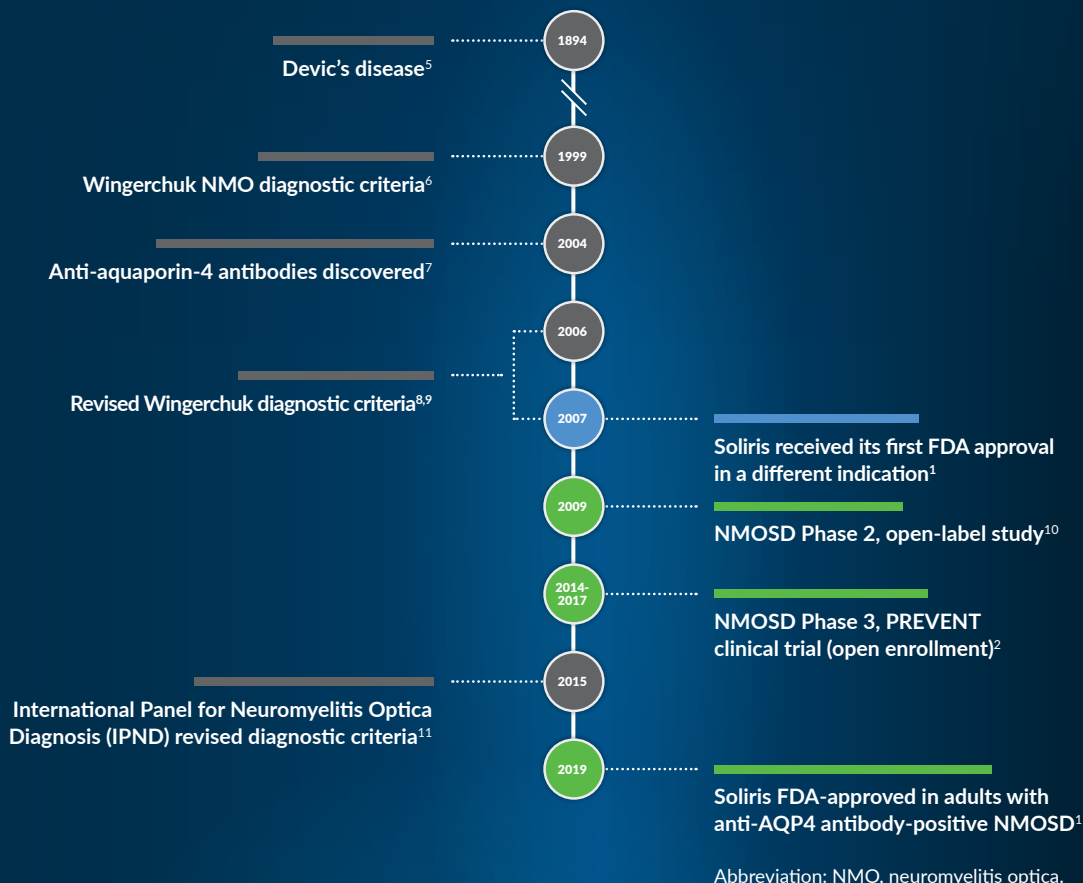 1894
Devic’s disease5
1999
Wingerchuk NMO diagnostic criteria6
2004
Anti-aquaporin-4 antibodies discovered7
2006
Revised Wingerchuk diagnostic criteria8,9
2007
Soliris received its first FDA approval
in a different indication1
2009
NMOSD Phase 2, open-label study10
2014-
2017
NMOSD Phase 3, PREVENT
clinical trial (open enrollment)2
2015
International Panel for Neuromyelitis Optica
Diagnosis (IPND) revised diagnostic criteria11
2019
Soliris FDA-approved in adults with
anti-AQP4 antibody-positive NMOSD1
Abbreviation: NMO, neuromyelitis optica.